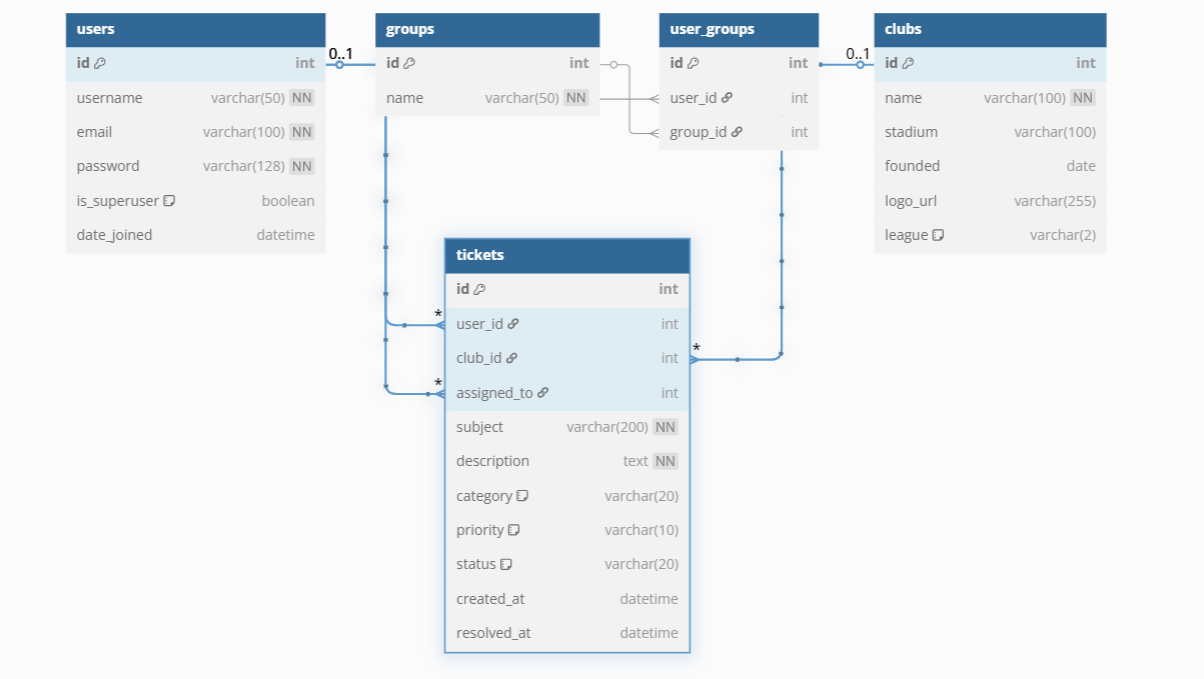 users
id int
username varchar(50) NN
email varchar(100) NN
password varchar(128) NN
is_superuser boolean
date_joined datetime
0..1
groups
id int
name varchar(50) NN
user_groups
id int
user_id int
group_id int
0..1
clubs
id int
name varchar(100) NN
stadium varchar(100)
founded date
logo_url varchar(255)
league varchar(2)
tickets
id int
* user_id int
club_id int *
* assigned_to int
subject varchar(200) NN
description text NN
category varchar(20)
priority varchar(10)
status varchar(20)
created_at datetime
resolved_at datetime